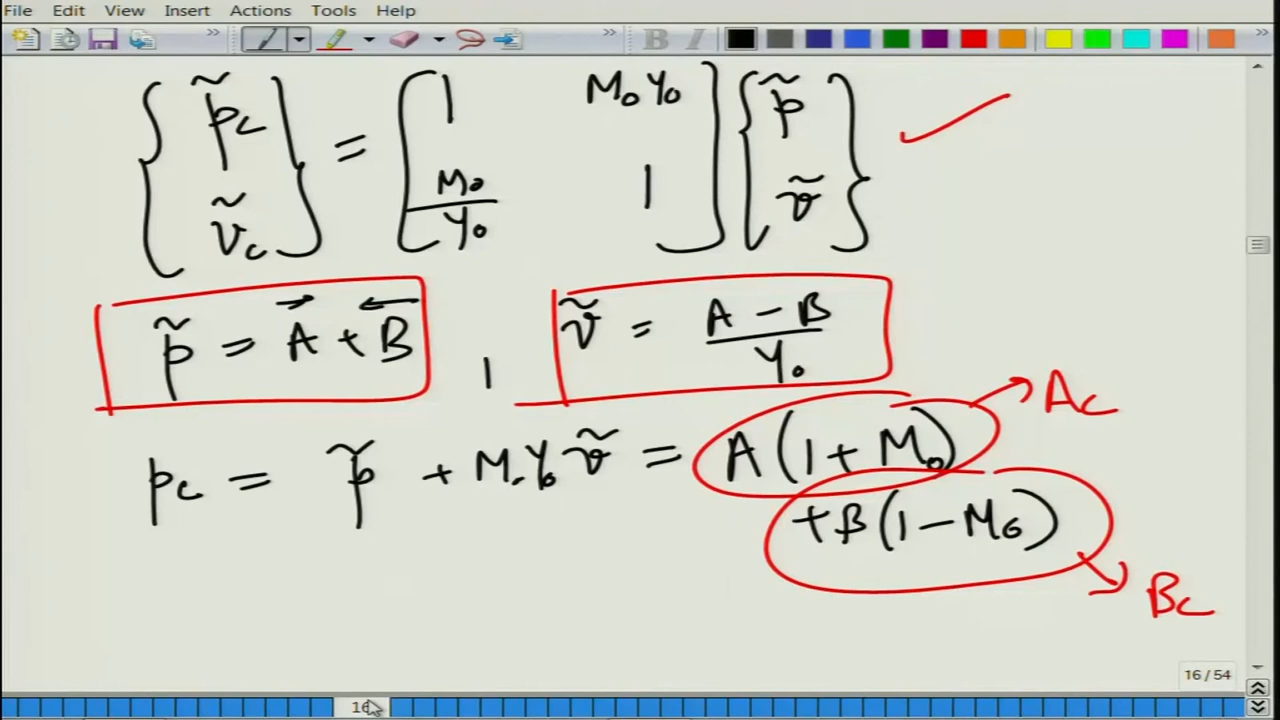 File Edit View Insert Actions Tools Help
{ p̃c ṽc } = [ 1 M₀Y₀ M₀/Y₀ 1 ] { p̃ ṽ }
p̃ = A⃗ + B⃖ , ṽ = (A - B)/Y₀
pc = p̃ + M₀Y₀ṽ = A(1 + M₀) → Ac
+ B(1 - M₀) → Bc
16 / 54
16